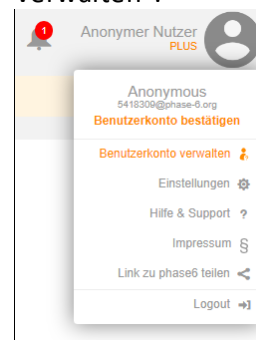 verwalten".
1
Anonymer Nutzer
PLUS
Anonymous
5418309@phase-6.org
Benutzerkonto bestätigen
Benutzerkonto verwalten
Einstellungen
Hilfe & Support ?
Impressum §
Link zu phase6 teilen
Logout